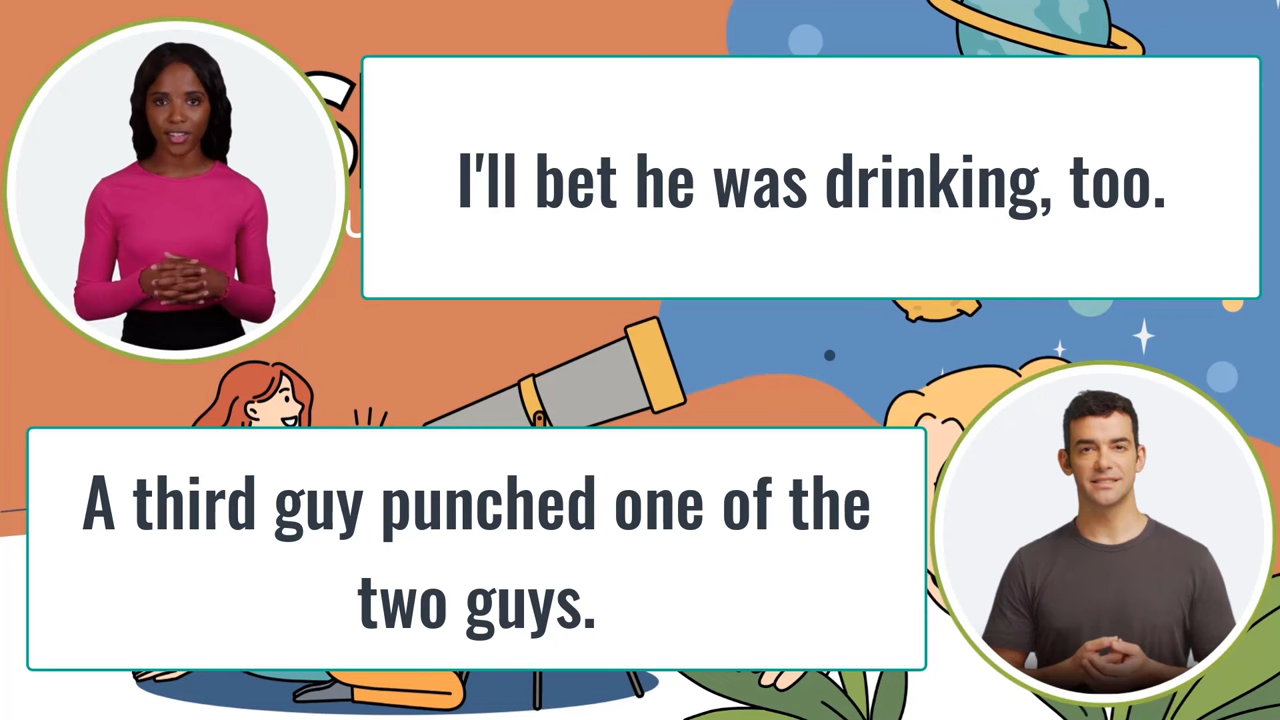 I'll bet he was drinking, too.
A third guy punched one of the
two guys.